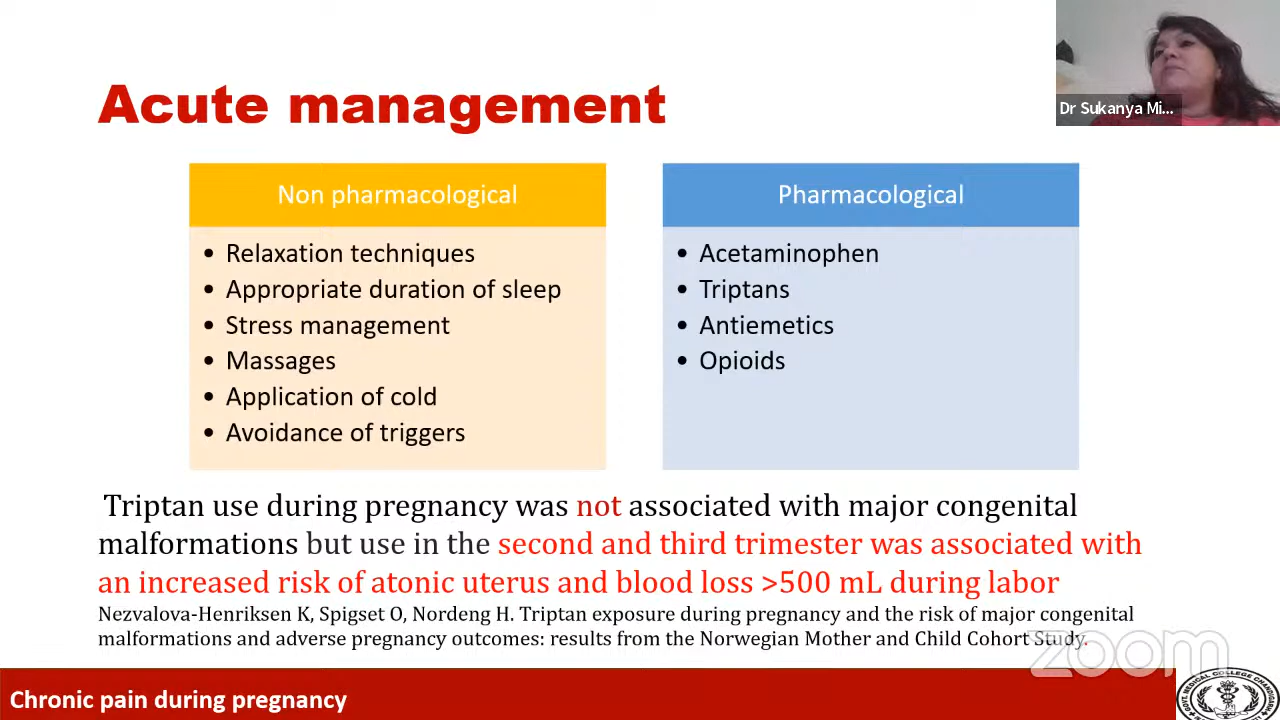 Dr Sukanya Mi...
Acute management
Non pharmacological
• Relaxation techniques
• Appropriate duration of sleep
• Stress management
• Massages
• Application of cold
• Avoidance of triggers
Pharmacological
• Acetaminophen
• Triptans
• Antiemetics
• Opioids
Triptan use during pregnancy was not associated with major congenital
malformations but use in the second and third trimester was associated with
an increased risk of atonic uterus and blood loss >500 mL during labor
Nezvalova-Henriksen K, Spigset O, Nordeng H. Triptan exposure during pregnancy and the risk of major congenital
malformations and adverse pregnancy outcomes: results from the Norwegian Mother and Child Cohort Study.
zoom
Chronic pain during pregnancy
GOVT. MEDICAL COLLEGE